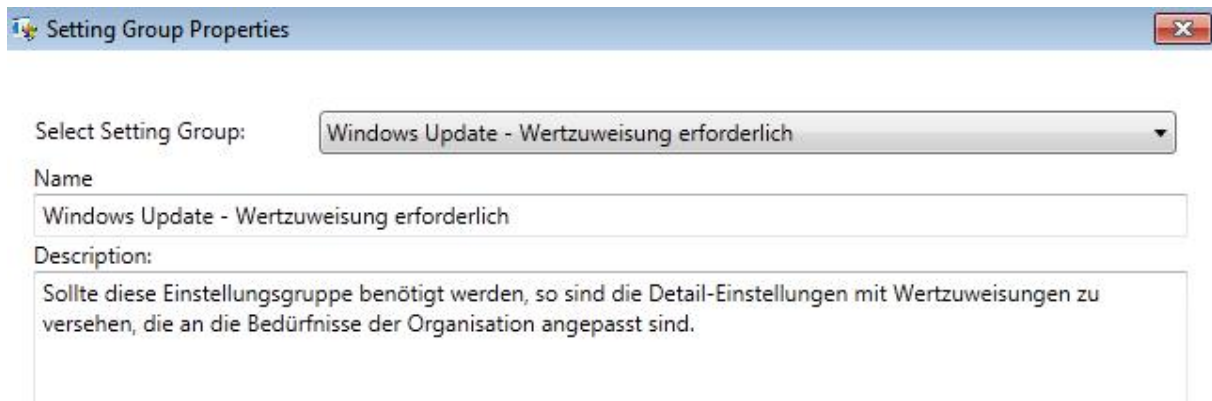 Setting Group Properties
Select Setting Group:
Windows Update - Wertzuweisung erforderlich
Name
Windows Update - Wertzuweisung erforderlich
Description:
Sollte diese Einstellungsgruppe benötigt werden, so sind die Detail-Einstellungen mit Wertzuweisungen zu
versehen, die an die Bedürfnisse der Organisation angepasst sind.